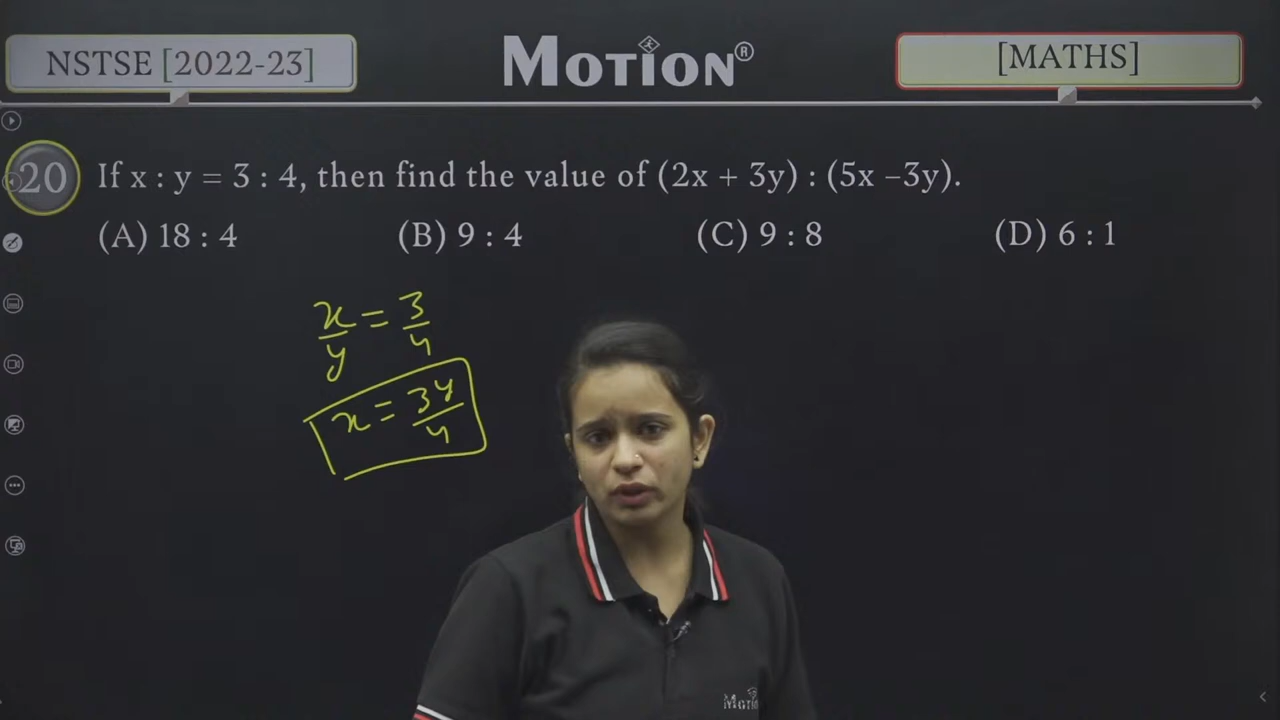 NSTSE [2022-23]
MOTION®
[MATHS]
20 If x : y = 3 : 4, then find the value of (2x + 3y) : (5x –3y).
(A) 18 : 4 (B) 9 : 4 (C) 9 : 8 (D) 6 : 1
x/y = 3/4
x = 3y/4
Motion